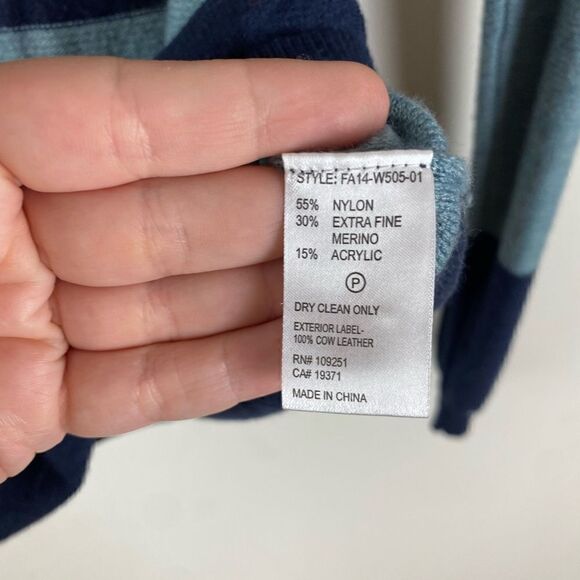 STYLE: FA14-W505-01
55% NYLON
30% EXTRA FINE
MERINO
15% ACRYLIC
P
DRY CLEAN ONLY
EXTERIOR LABEL-
100% COW LEATHER
RN# 109251
CA# 19371
MADE IN CHINA